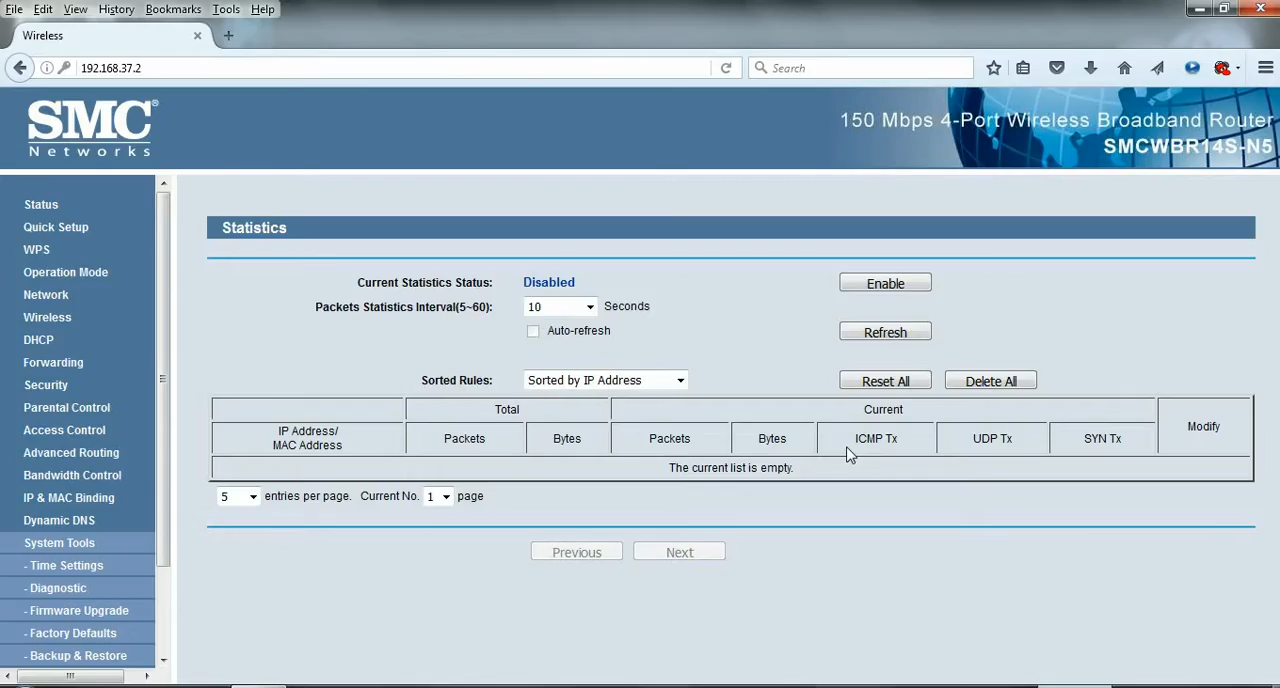 File Edit View History Bookmarks Tools Help
Wireless
192.168.37.2
Search
SMC®
Networks
150 Mbps 4-Port Wireless Broadband Router
SMCWBR14S-N5
Status
Quick Setup
WPS
Operation Mode
Network
Wireless
DHCP
Forwarding
Security
Parental Control
Access Control
Advanced Routing
Bandwidth Control
IP & MAC Binding
Dynamic DNS
System Tools
- Time Settings
- Diagnostic
- Firmware Upgrade
- Factory Defaults
- Backup & Restore
Statistics
Current Statistics Status: Disabled Enable
Packets Statistics Interval(5~60): 10 Seconds
Auto-refresh Refresh
Sorted Rules: Sorted by IP Address Reset All Delete All
Total Current Modify
IP Address/
MAC Address
Packets Bytes Packets Bytes ICMP Tx UDP Tx SYN Tx
The current list is empty.
5 entries per page. Current No. 1 page
Previous Next